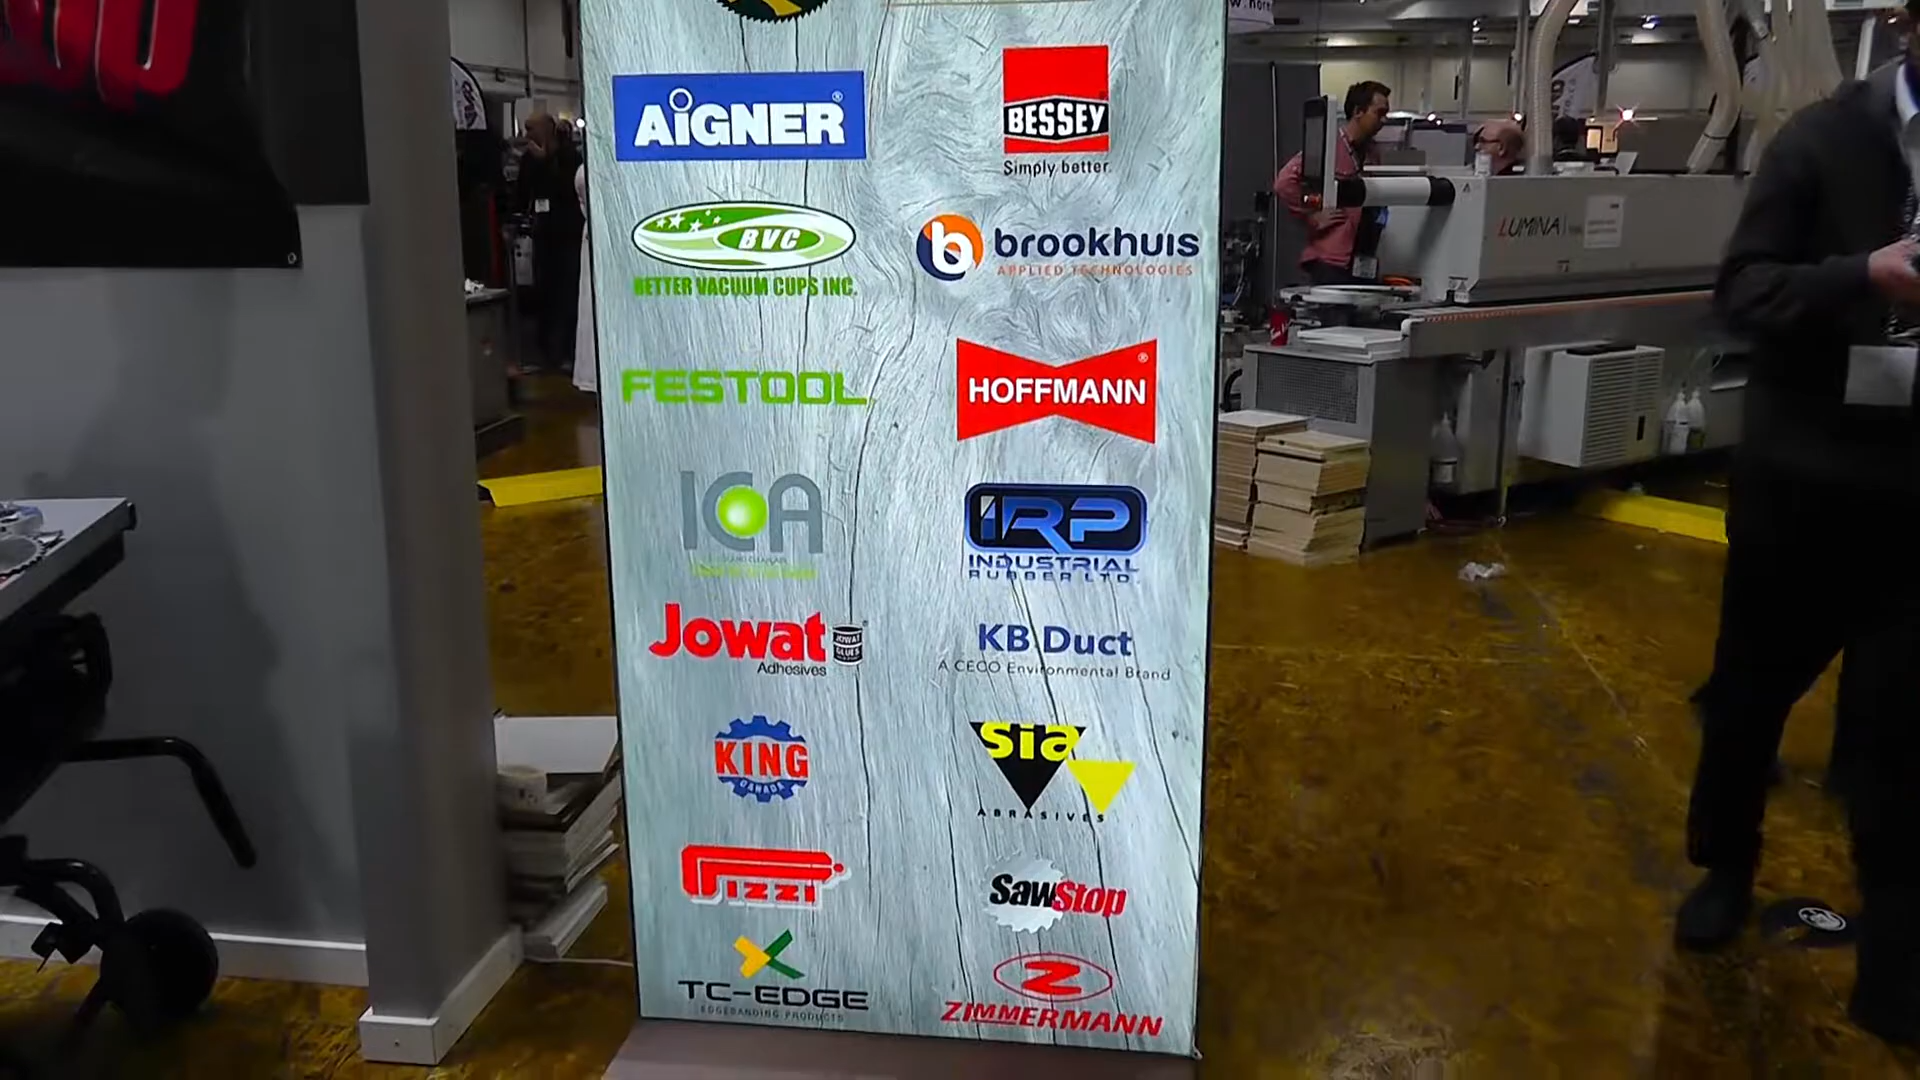 AiGNER
BESSEY
Simply better.
BVC
BETTER VACUUM CUPS INC.
brookhuis
APPLIED TECHNOLOGIES
FESTOOL
HOFFMANN
ICA
IRP
INDUSTRIAL
RUBBER LTD.
Jowat
Adhesives
JOWAT
GLUES
KB Duct
A CECO Environmental Brand
KING
CANADA
sia
ABRASIVES
Pizzi
SawStop
TC-EDGE
EDGEBANDING PRODUCTS
Z
ZIMMERMANN
LUMINA